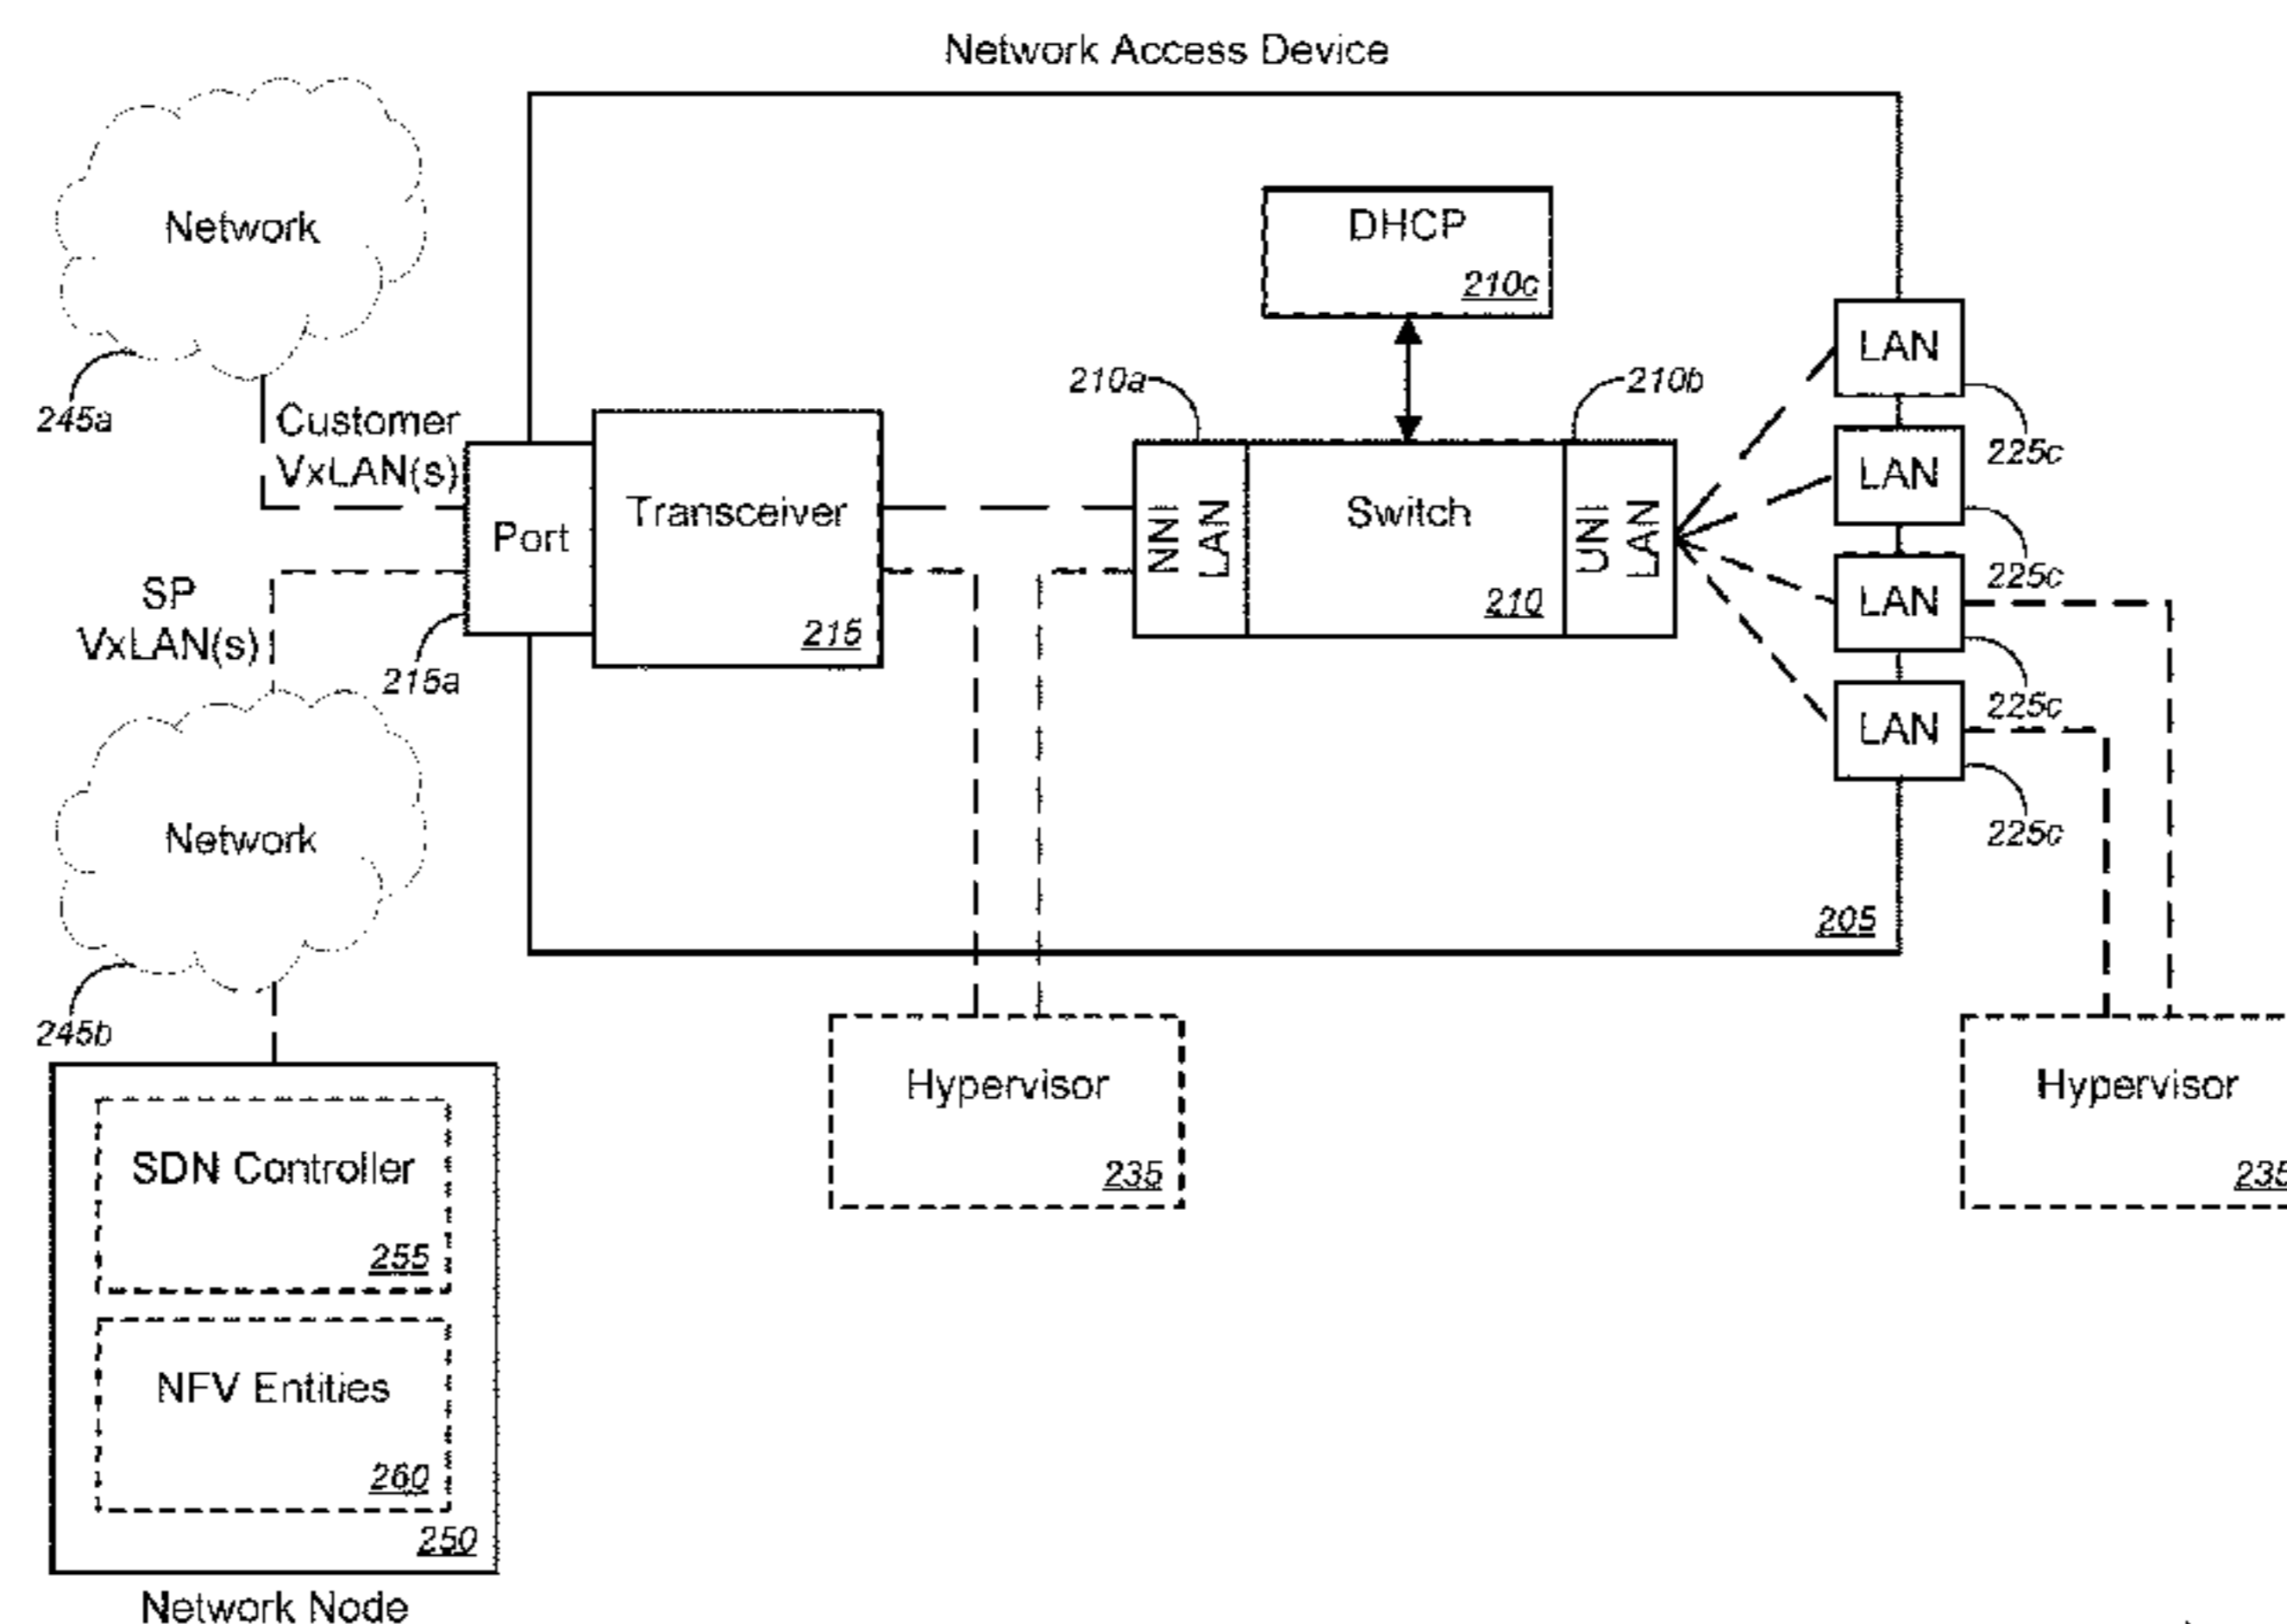 Network Access Device
Network
245a
Customer
VxLAN(s)
SP
VxLAN(s)
Port
215a
Transceiver
215
DHCP
210c
210a
210b
NNI
LAN
Switch
210
UNI
LAN
LAN
225c
LAN
225c
LAN
225c
LAN
225c
205
Network
245b
Hypervisor
235
Hypervisor
235
SDN Controller
255
NFV Entities
260
250
Network Node